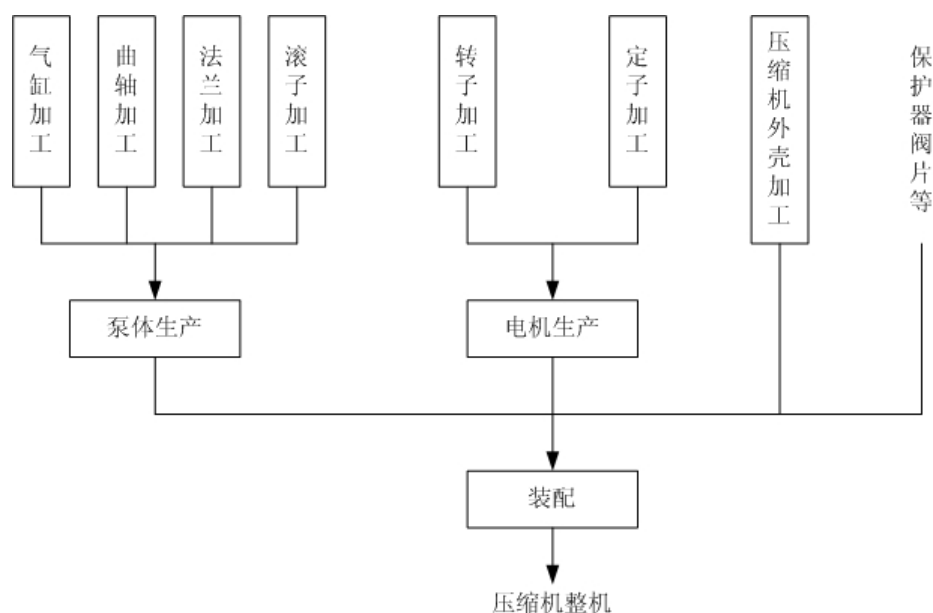 气缸加工
曲轴加工
法兰加工
滚子加工
转子加工
定子加工
压缩机外壳加工
保护器阀片等
泵体生产
电机生产
装配
压缩机整机